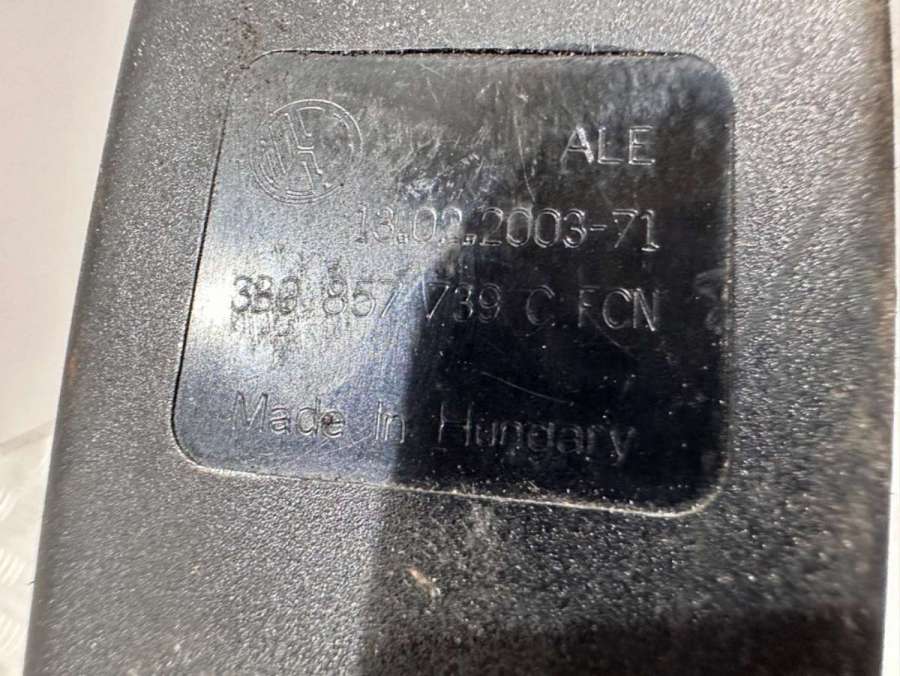 ALE
13.02.2003-71
3B0 857 739 C FCN
Made In Hungary